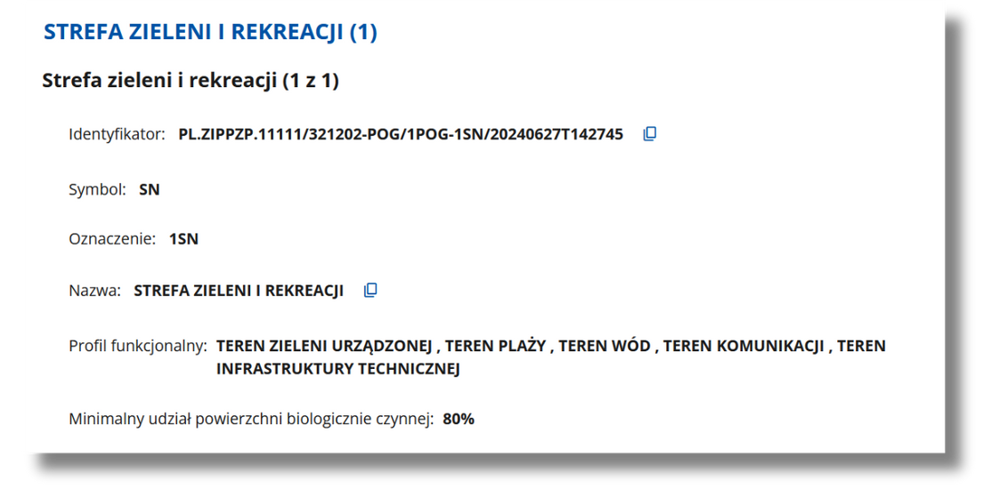 STREFA ZIELENI I REKREACJI (1)
Strefa zieleni i rekreacji (1 z 1)
Identyfikator: PL.ZIPPZP.11111/321202-POG/1POG-1SN/20240627T142745
Symbol: SN
Oznaczenie: 1SN
Nazwa: STREFA ZIELENI I REKREACJI
Profil funkcjonalny: TEREN ZIELENI URZĄDZONEJ , TEREN PLAŻY , TEREN WÓD , TEREN KOMUNIKACJI , TEREN
INFRASTRUKTURY TECHNICZNEJ
Minimalny udział powierzchni biologicznie czynnej: 80%